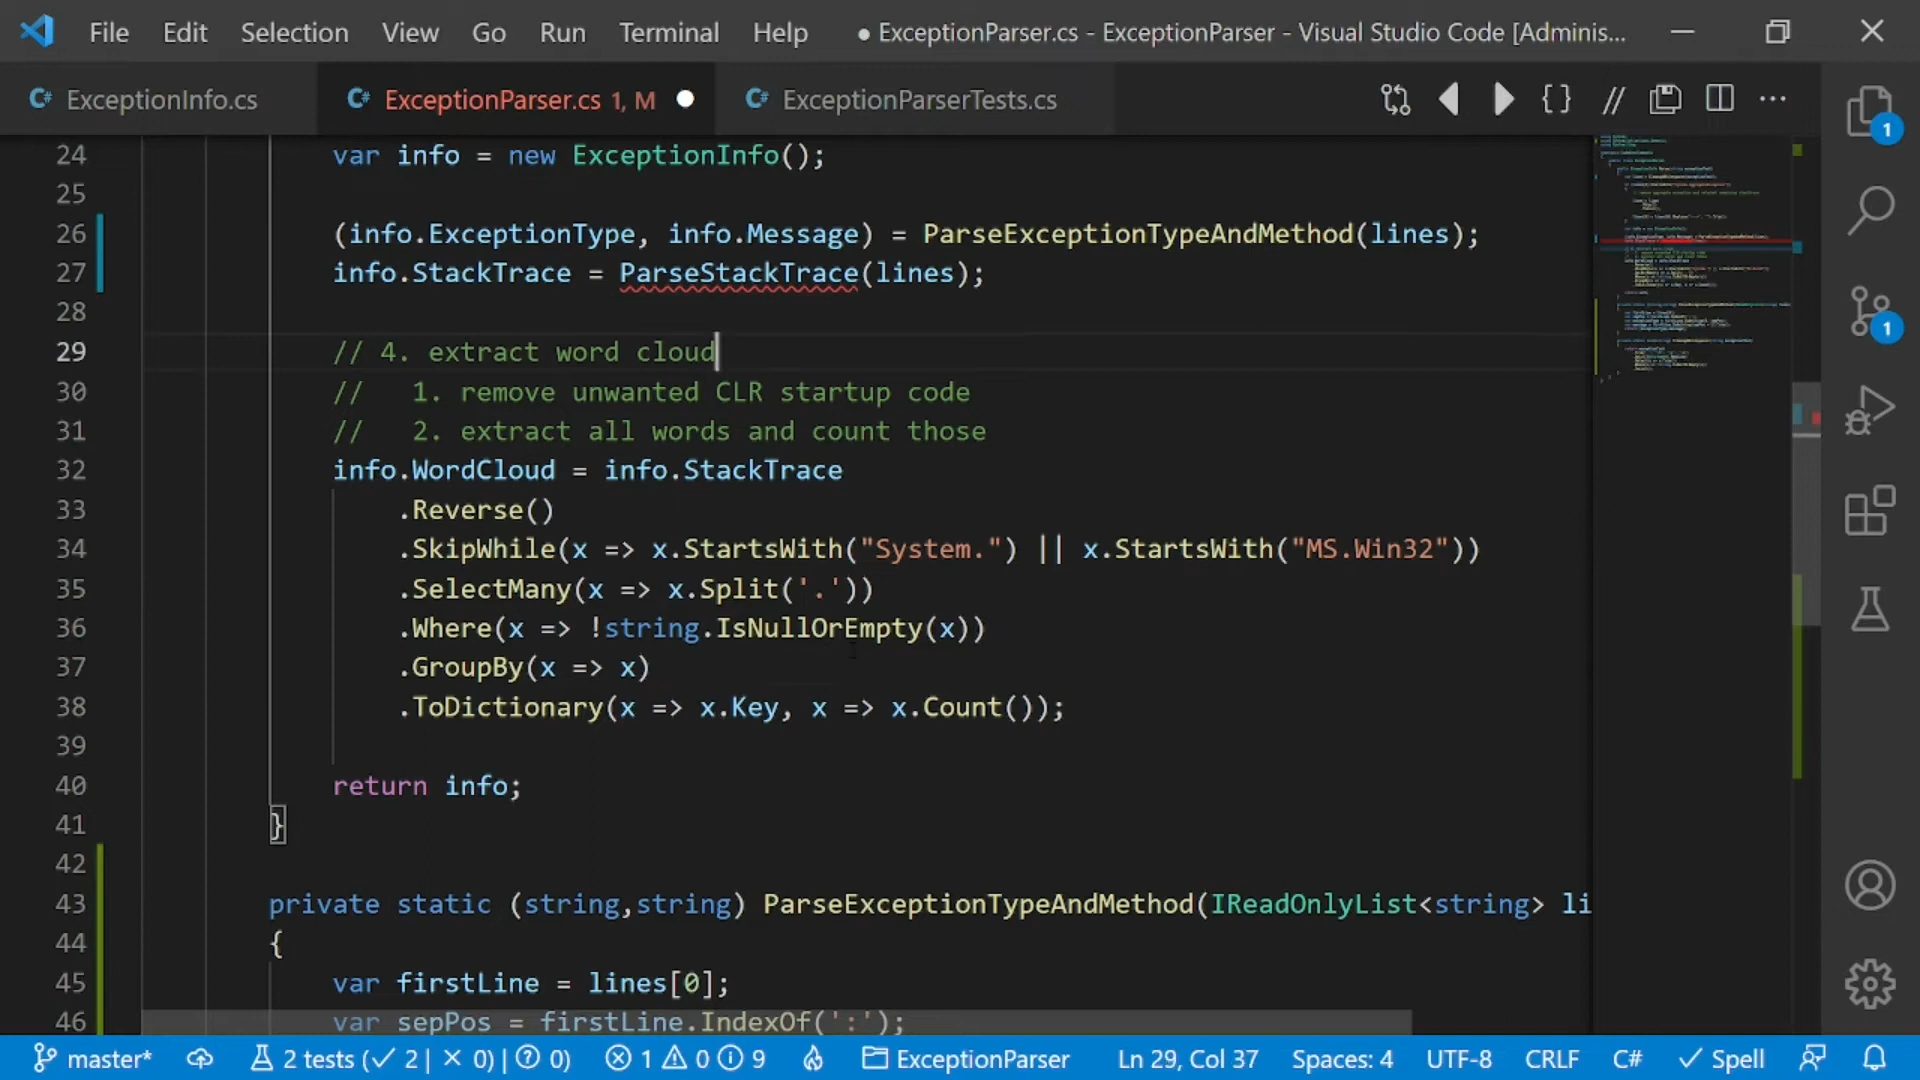 File Edit Selection View Go Run Terminal Help ● ExceptionParser.cs - ExceptionParser - Visual Studio Code [Adminis...
C# ExceptionInfo.cs C# ExceptionParser.cs 1, M ● C# ExceptionParserTests.cs
24 var info = new ExceptionInfo();
25
26 (info.ExceptionType, info.Message) = ParseExceptionTypeAndMethod(lines);
27 info.StackTrace = ParseStackTrace(lines);
28
29 // 4. extract word cloud
30 //   1. remove unwanted CLR startup code
31 //   2. extract all words and count those
32 info.WordCloud = info.StackTrace
33 .Reverse()
34 .SkipWhile(x => x.StartsWith("System.") || x.StartsWith("MS.Win32"))
35 .SelectMany(x => x.Split('.'))
36 .Where(x => !string.IsNullOrEmpty(x))
37 .GroupBy(x => x)
38 .ToDictionary(x => x.Key, x => x.Count());
39
40 return info;
41 }
42
43 private static (string,string) ParseExceptionTypeAndMethod(IReadOnlyList<string> li
44 {
45 var firstLine = lines[0];
46 var sepPos = firstLine.IndexOf(':');
1
1
master* 2 tests (✓ 2 | × 0) | ? 0) 1 0 9 ExceptionParser Ln 29, Col 37 Spaces: 4 UTF-8 CRLF C# ✓ Spell